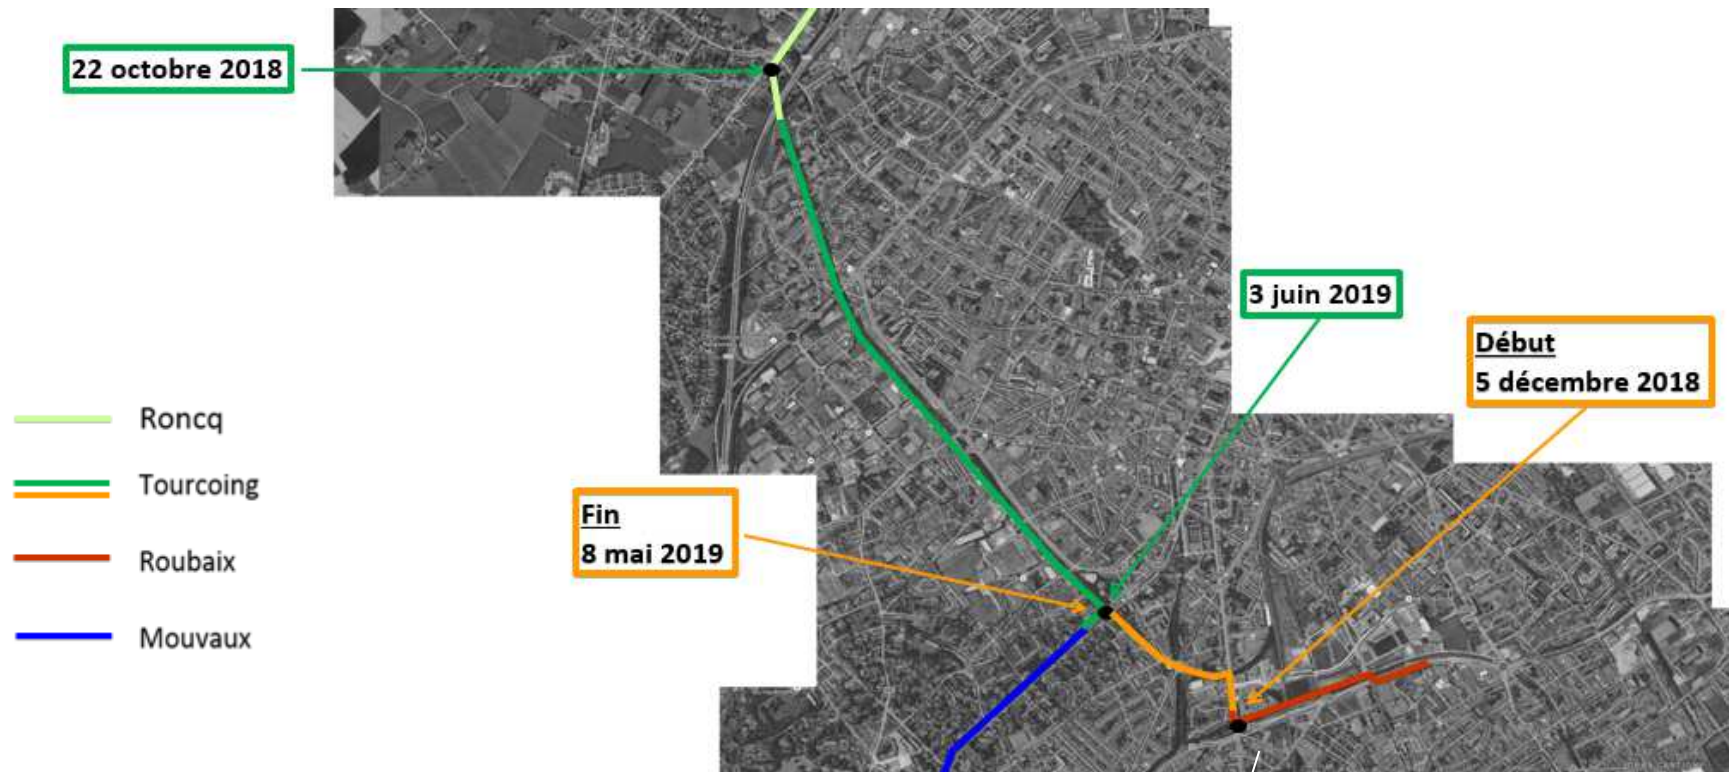 22 octobre 2018
3 juin 2019
Début
5 décembre 2018
Fin
8 mai 2019
Roncq
Tourcoing
Roubaix
Mouvaux